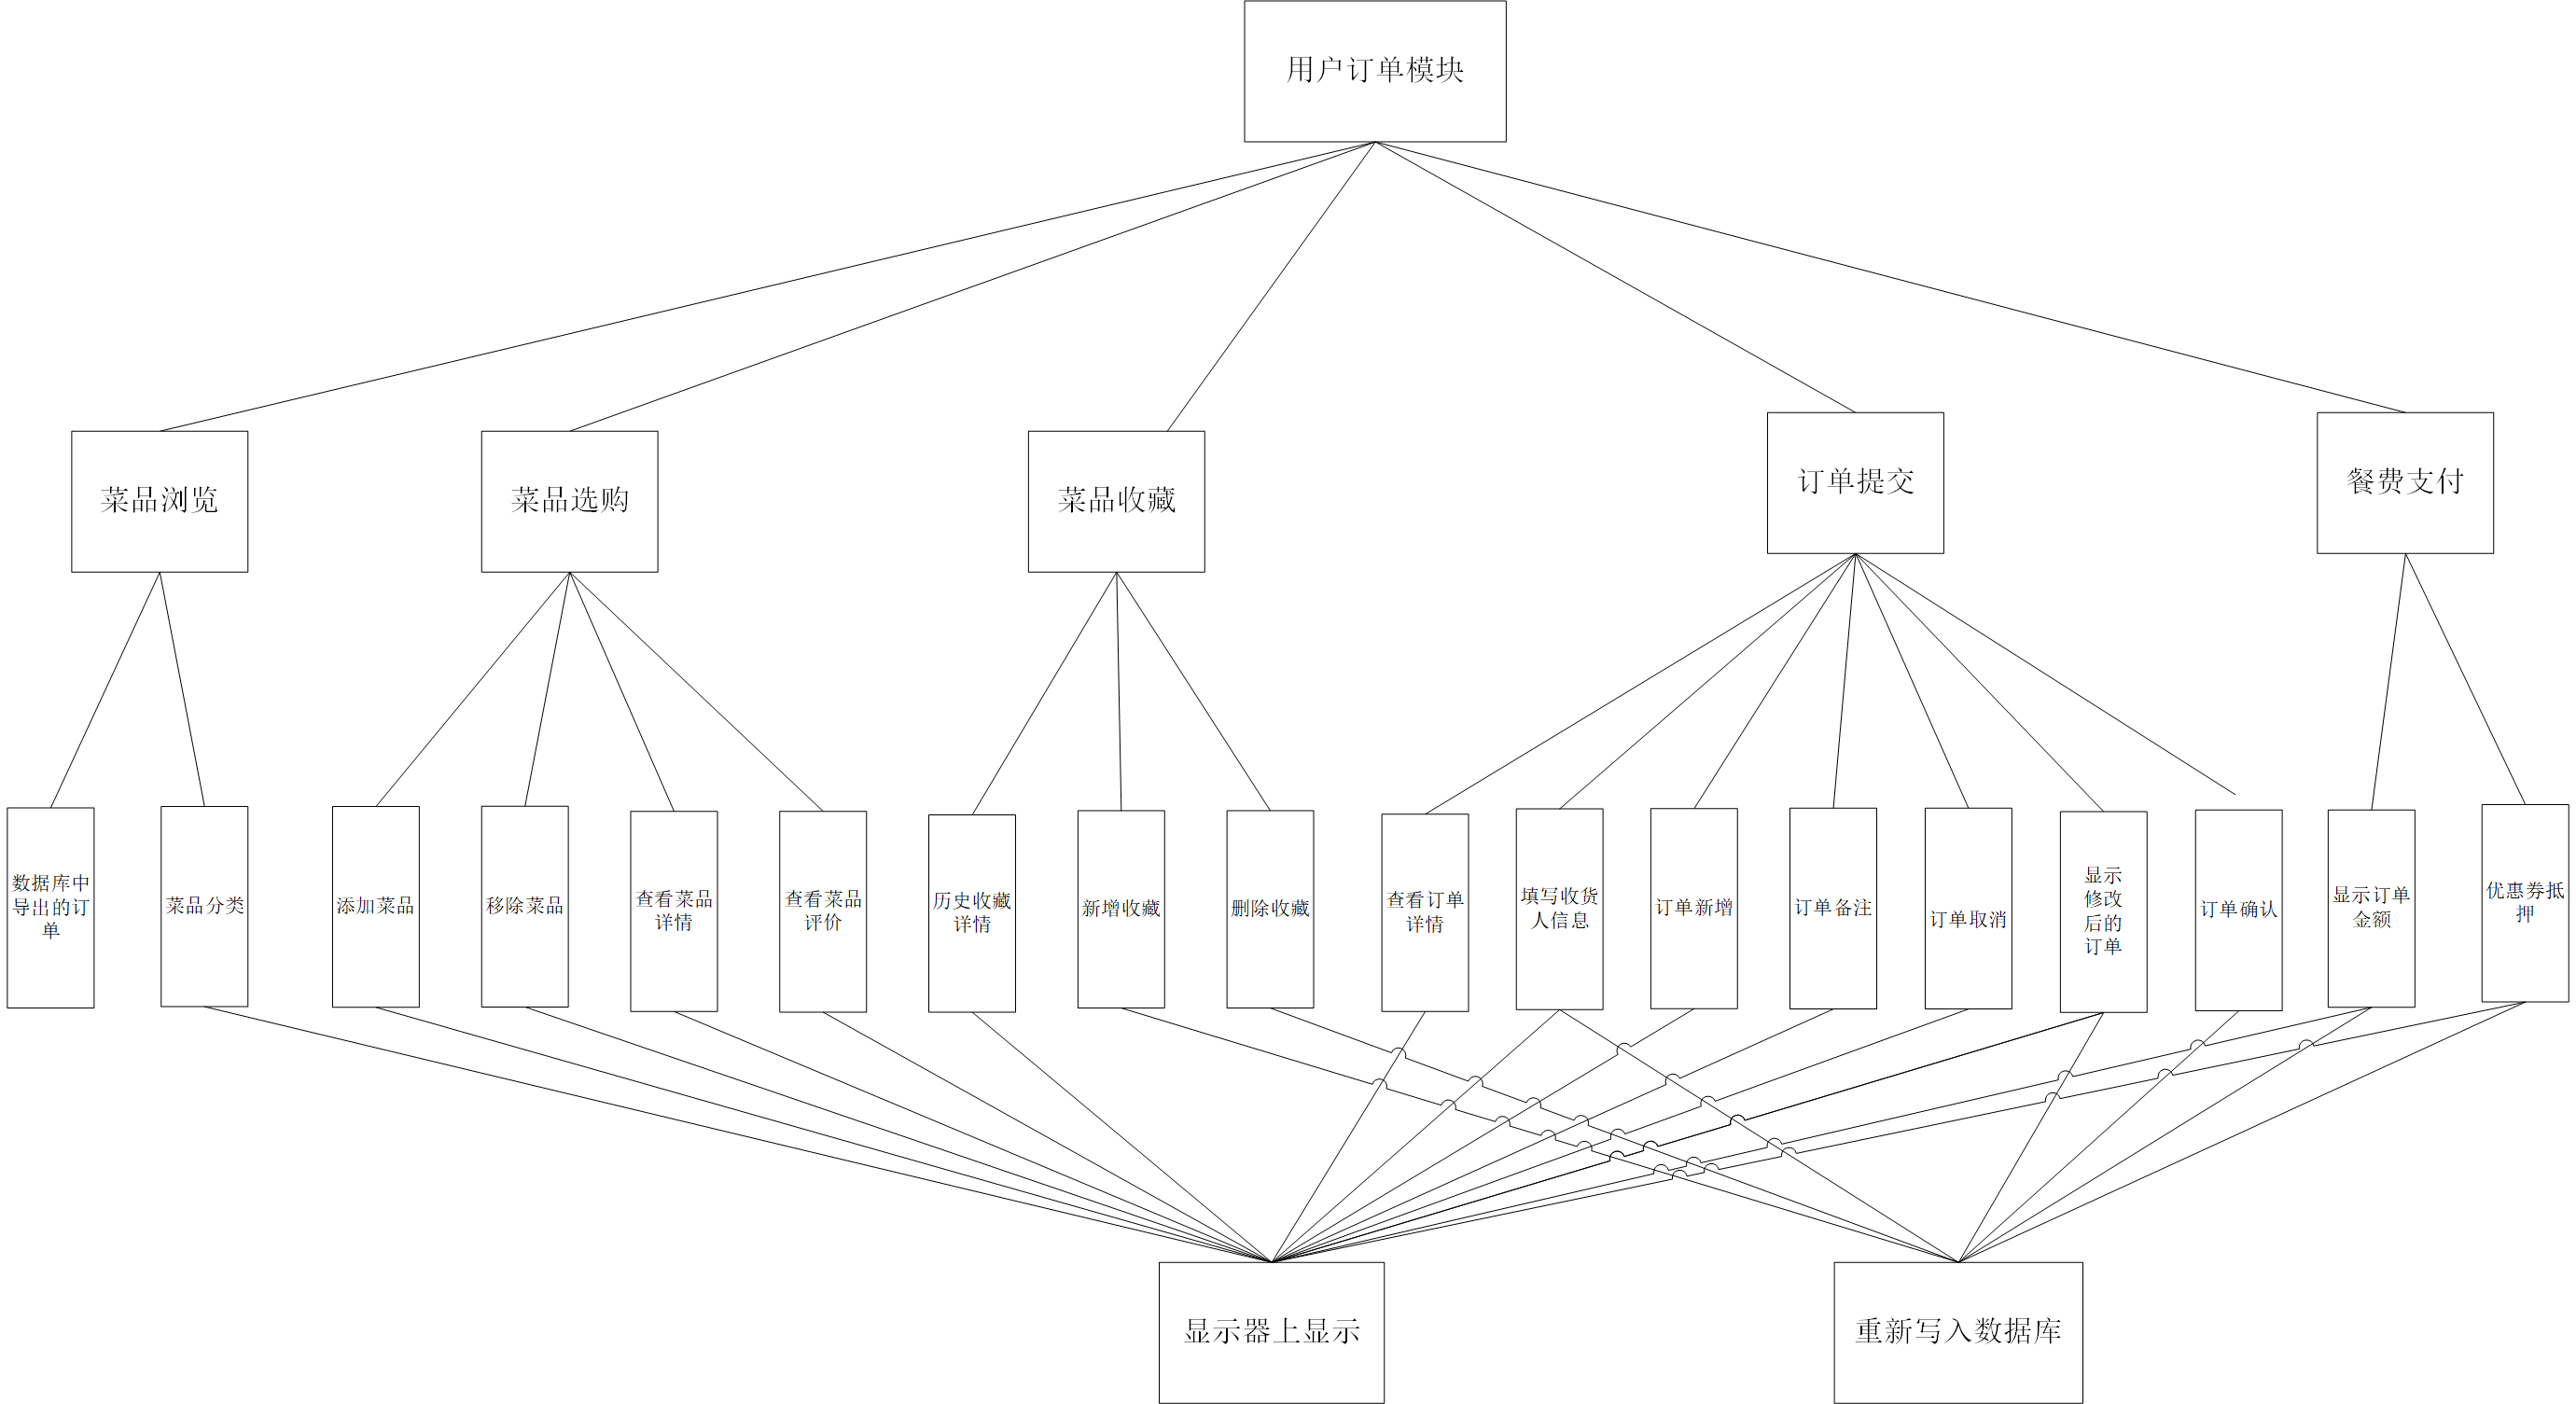 用户订单模块
菜品浏览
菜品选购
菜品收藏
订单提交
餐费支付
数据库中
导出的订
单
菜品分类
添加菜品
移除菜品
查看菜品
详情
查看菜品
评价
历史收藏
详情
新增收藏
删除收藏
查看订单
详情
填写收货
人信息
订单新增
订单备注
订单取消
显示
修改
后的
订单
订单确认
显示订单
金额
优惠券抵
押
显示器上显示
重新写入数据库